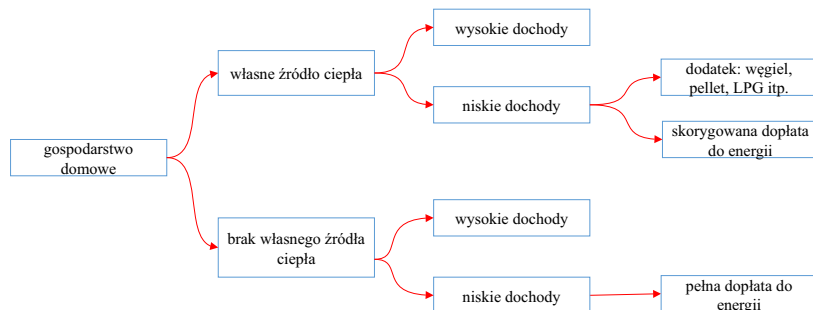 wysokie dochody
własne źródło ciepła
niskie dochody
dodatek: węgiel,
pellet, LPG itp.
skorygowana dopłata
do energii
gospodarstwo
domowe
wysokie dochody
brak własnego źródła
ciepła
niskie dochody
pełna dopłata do
energii